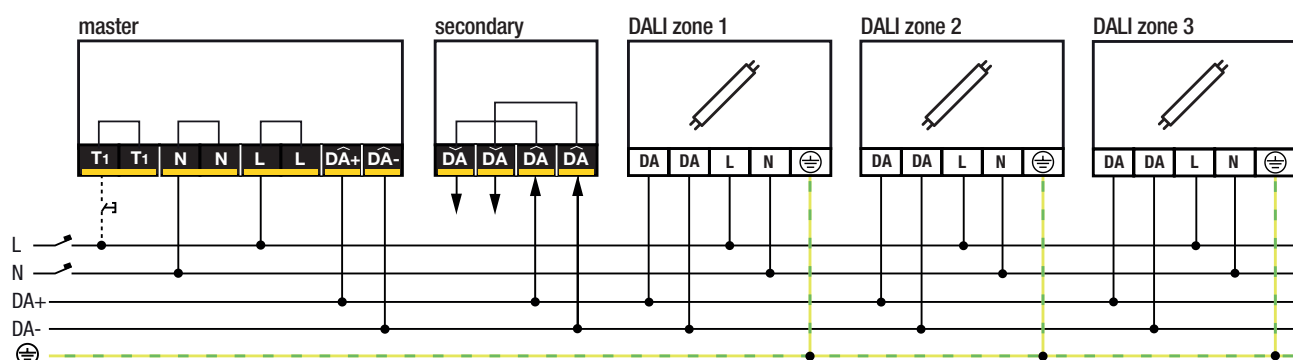 master
secondary
DALI zone 1
DALI zone 2
DALI zone 3
T1 T1 N N L L DA+ DA-
DA DA DA DA
DA DA L N
DA DA L N
DA DA L N
L
N
DA+
DA-